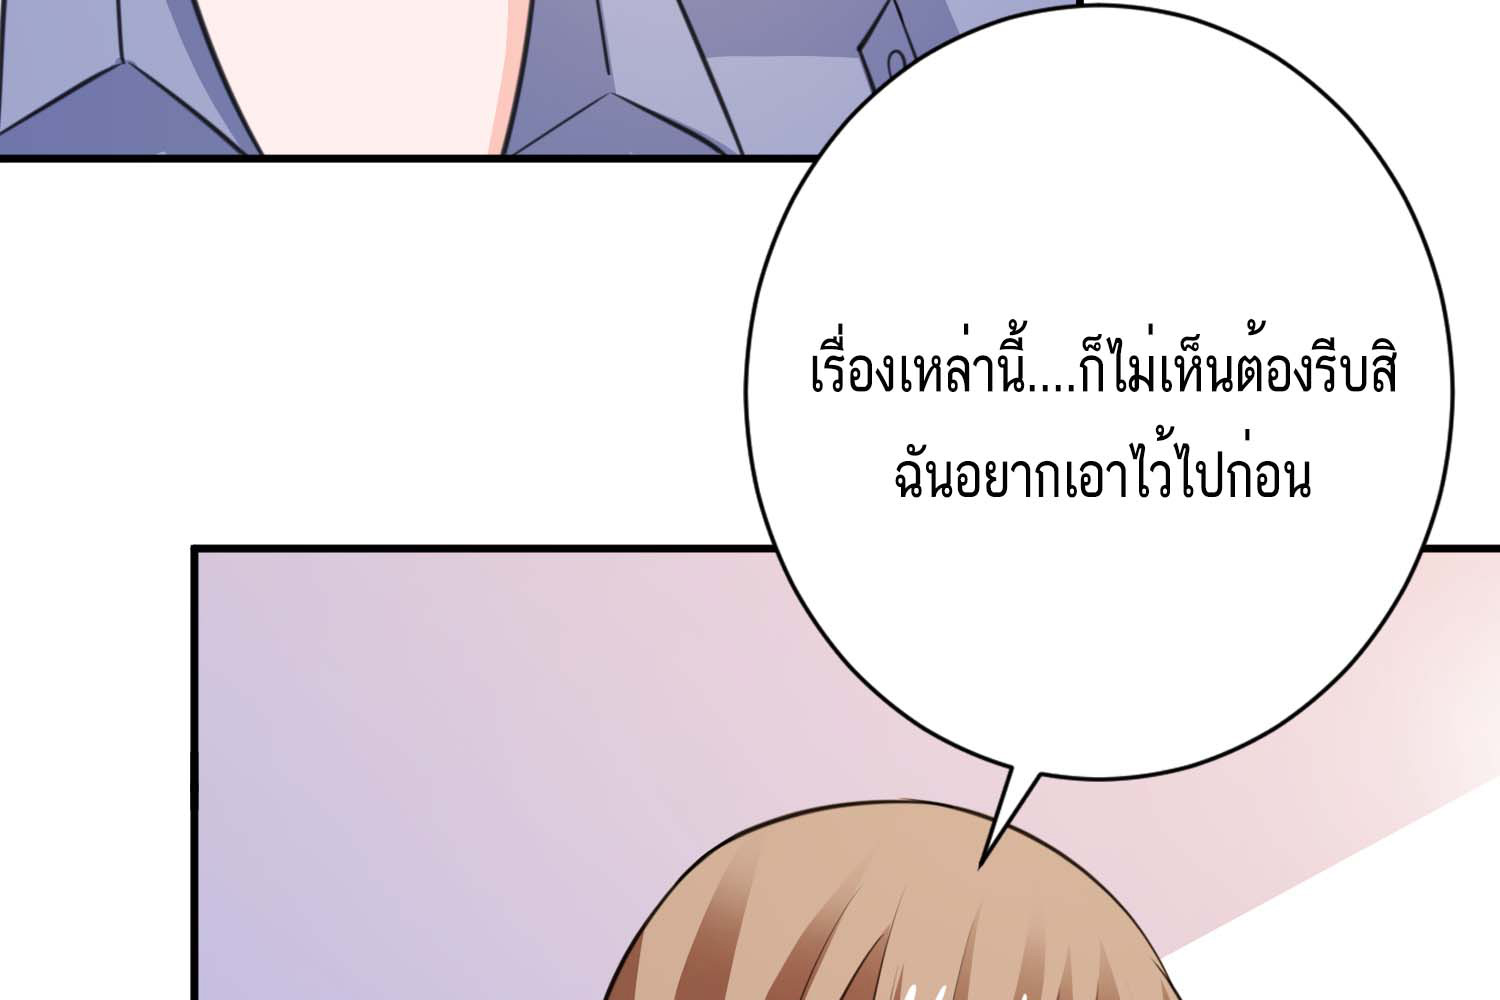 เรื่องเหล่านี้....ก็ไม่เห็นต้องรีบสิ
ฉันอยากเอาไว้ไปก่อน